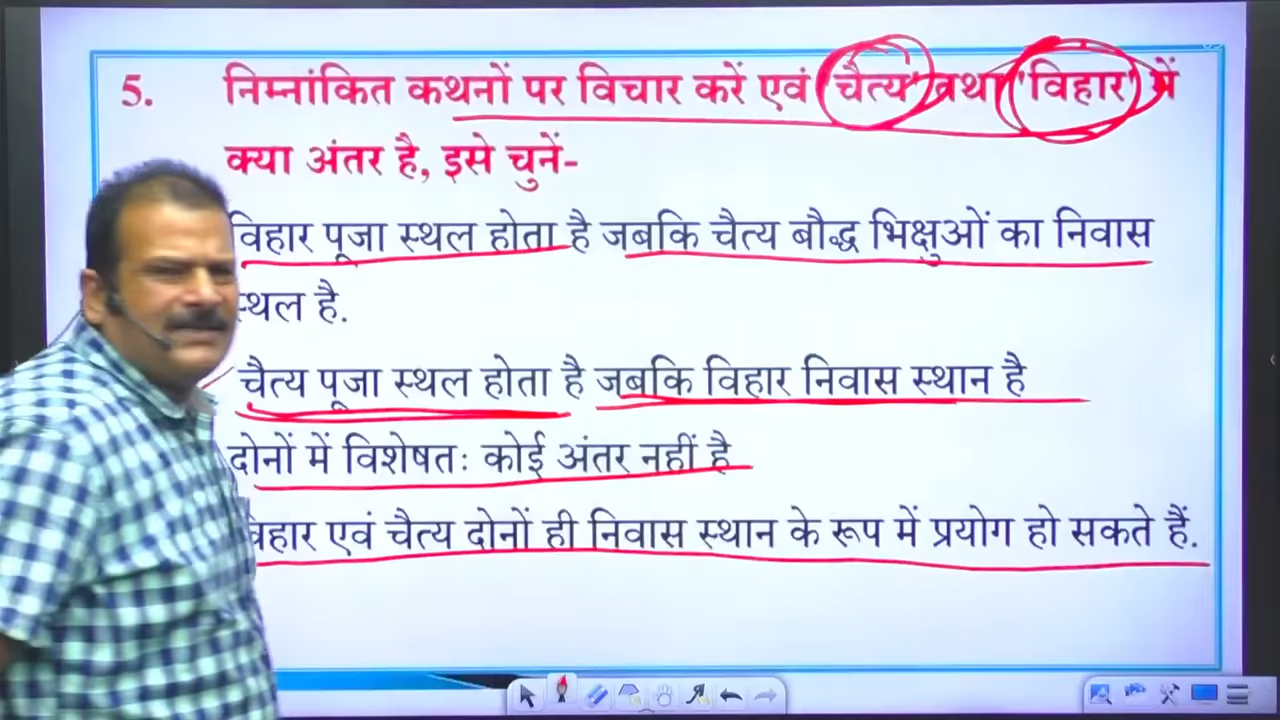 5. निम्नांकित कथनों पर विचार करें एवं 'चैत्य' तथा 'विहार' में
क्या अंतर है, इसे चुनें-
विहार पूजा स्थल होता है जबकि चैत्य बौद्ध भिक्षुओं का निवास
स्थल है.
चैत्य पूजा स्थल होता है जबकि विहार निवास स्थान है
दोनों में विशेषतः कोई अंतर नहीं है
विहार एवं चैत्य दोनों ही निवास स्थान के रूप में प्रयोग हो सकते हैं.